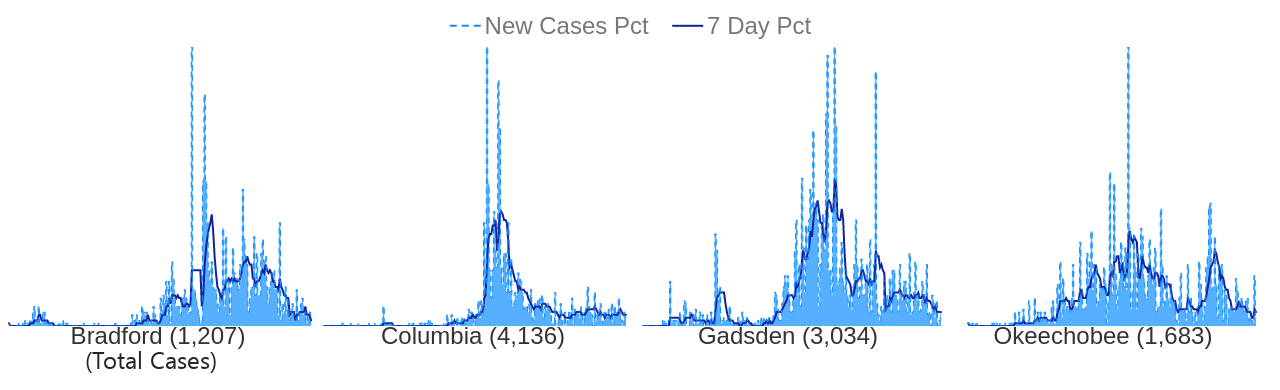 New Cases Pct 7 Day Pct
Bradford (1,207) Columbia (4,136) Gadsden (3,034) Okeechobee (1,683)
(Total Cases)